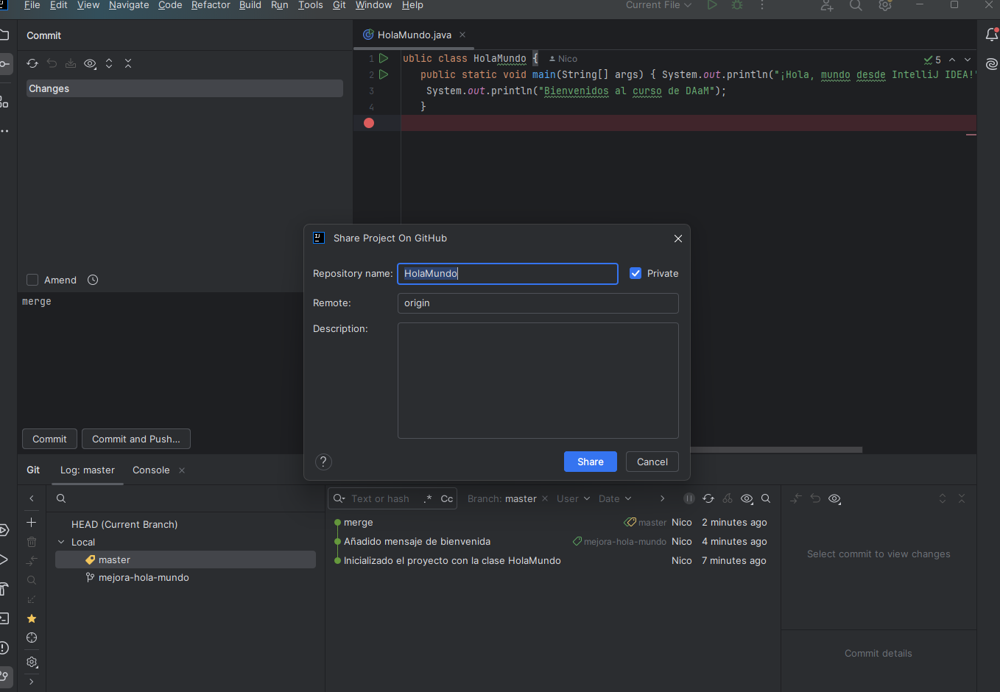 File Edit View Navigate Code Refactor Build Run Tools Git Window Help Current File
Commit
HolaMundo.java
Changes
1 ublic class HolaMundo { Nico 5
2 public static void main(String[] args) { System.out.println("¡Hola, mundo desde IntelliJ IDEA!"
3 System.out.println("Bienvenidos al curso de DAaM");
4 }
Share Project On GitHub
Repository name: HolaMundo Private
Remote: origin
Description:
? Share Cancel
Amend
merge
Commit Commit and Push...
Git Log: master Console
Text or hash .* Cc Branch: master User Date
HEAD (Current Branch)
Local
master
mejora-hola-mundo
merge master Nico 2 minutes ago
Añadido mensaje de bienvenida mejora-hola-mundo Nico 4 minutes ago
Inicializado el proyecto con la clase HolaMundo Nico 7 minutes ago
Select commit to view changes
Commit details